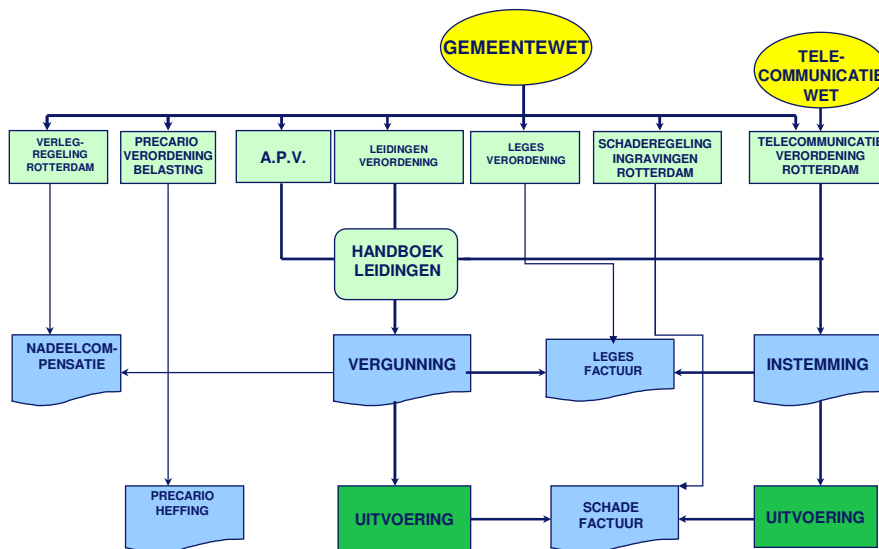 GEMEENTEWET
TELE-
COMMUNICATIE
WET
VERLEG-
REGELING
ROTTERDAM
PRECARIO
VERORDENING
BELASTING
A.P.V.
LEIDINGEN
VERORDENING
LEGES
VERORDENING
SCHADEREGELING
INGRAVINGEN
ROTTERDAM
TELECOMMUNICATIE
VERORDENING
ROTTERDAM
HANDBOEK
LEIDINGEN
NADEELCOM-
PENSATIE
VERGUNNING
LEGES
FACTUUR
INSTEMMING
PRECARIO
HEFFING
UITVOERING
SCHADE
FACTUUR
UITVOERING